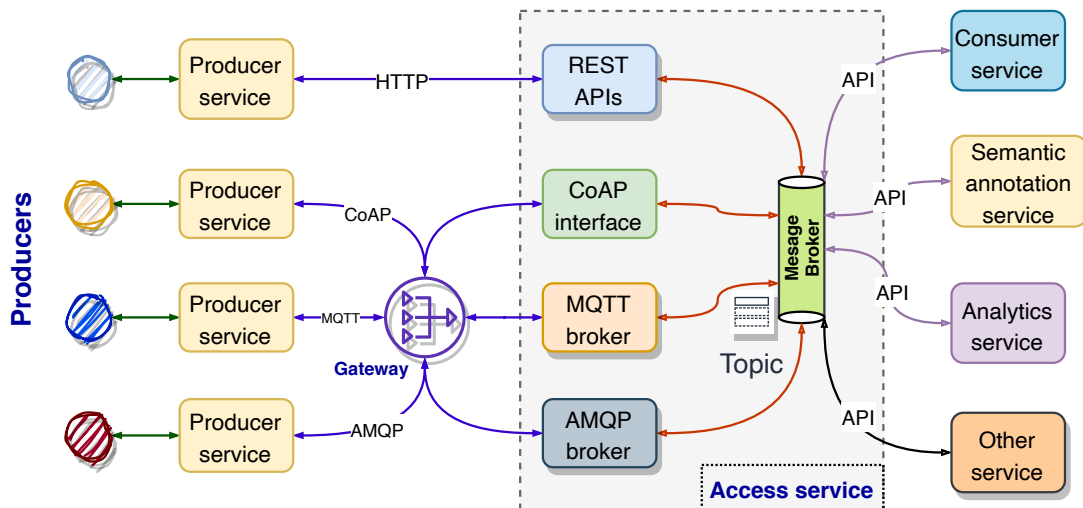 Producers
Producer
service
HTTP
REST
APIs
API
Consumer
service
Producer
service
CoAP
CoAP
interface
API
Semantic
annotation
service
Producer
service
MQTT
Gateway
MQTT
broker
Mesage
Broker
Topic
API
Analytics
service
Producer
service
AMQP
AMQP
broker
API
Other
service
Access service